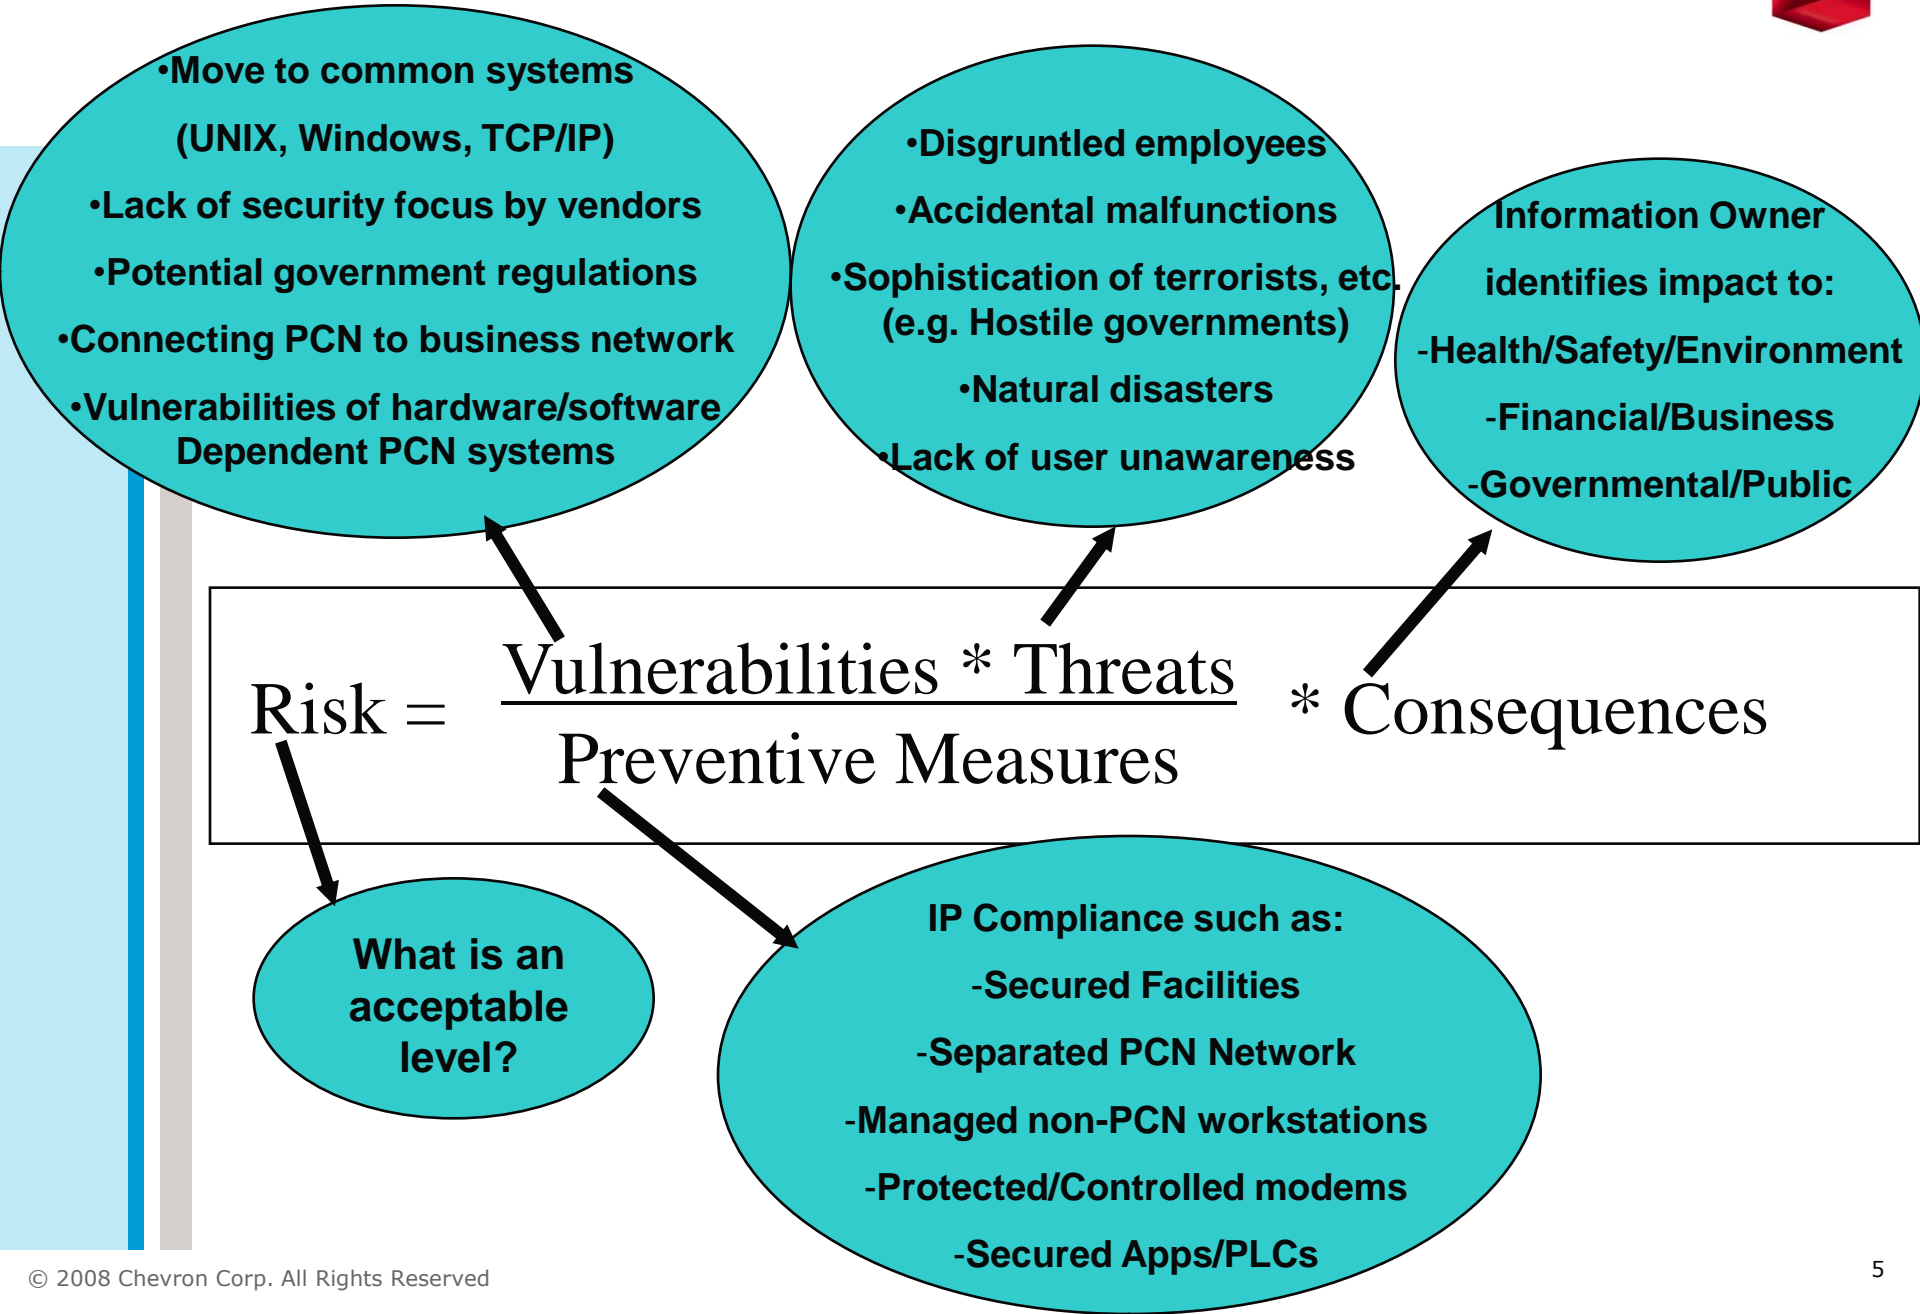 •Move to common systems
(UNIX, Windows, TCP/IP)
•Lack of security focus by vendors
•Potential government regulations
•Connecting PCN to business network
•Vulnerabilities of hardware/software
Dependent PCN systems
•Disgruntled employees
•Accidental malfunctions
•Sophistication of terrorists, etc.
(e.g. Hostile governments)
•Natural disasters
•Lack of user unawareness
Information Owner
identifies impact to:
-Health/Safety/Environment
-Financial/Business
-Governmental/Public
Risk = Vulnerabilities * Threats * Consequences
Preventive Measures
What is an
acceptable
level?
IP Compliance such as:
-Secured Facilities
-Separated PCN Network
-Managed non-PCN workstations
-Protected/Controlled modems
-Secured Apps/PLCs
© 2008 Chevron Corp. All Rights Reserved
5